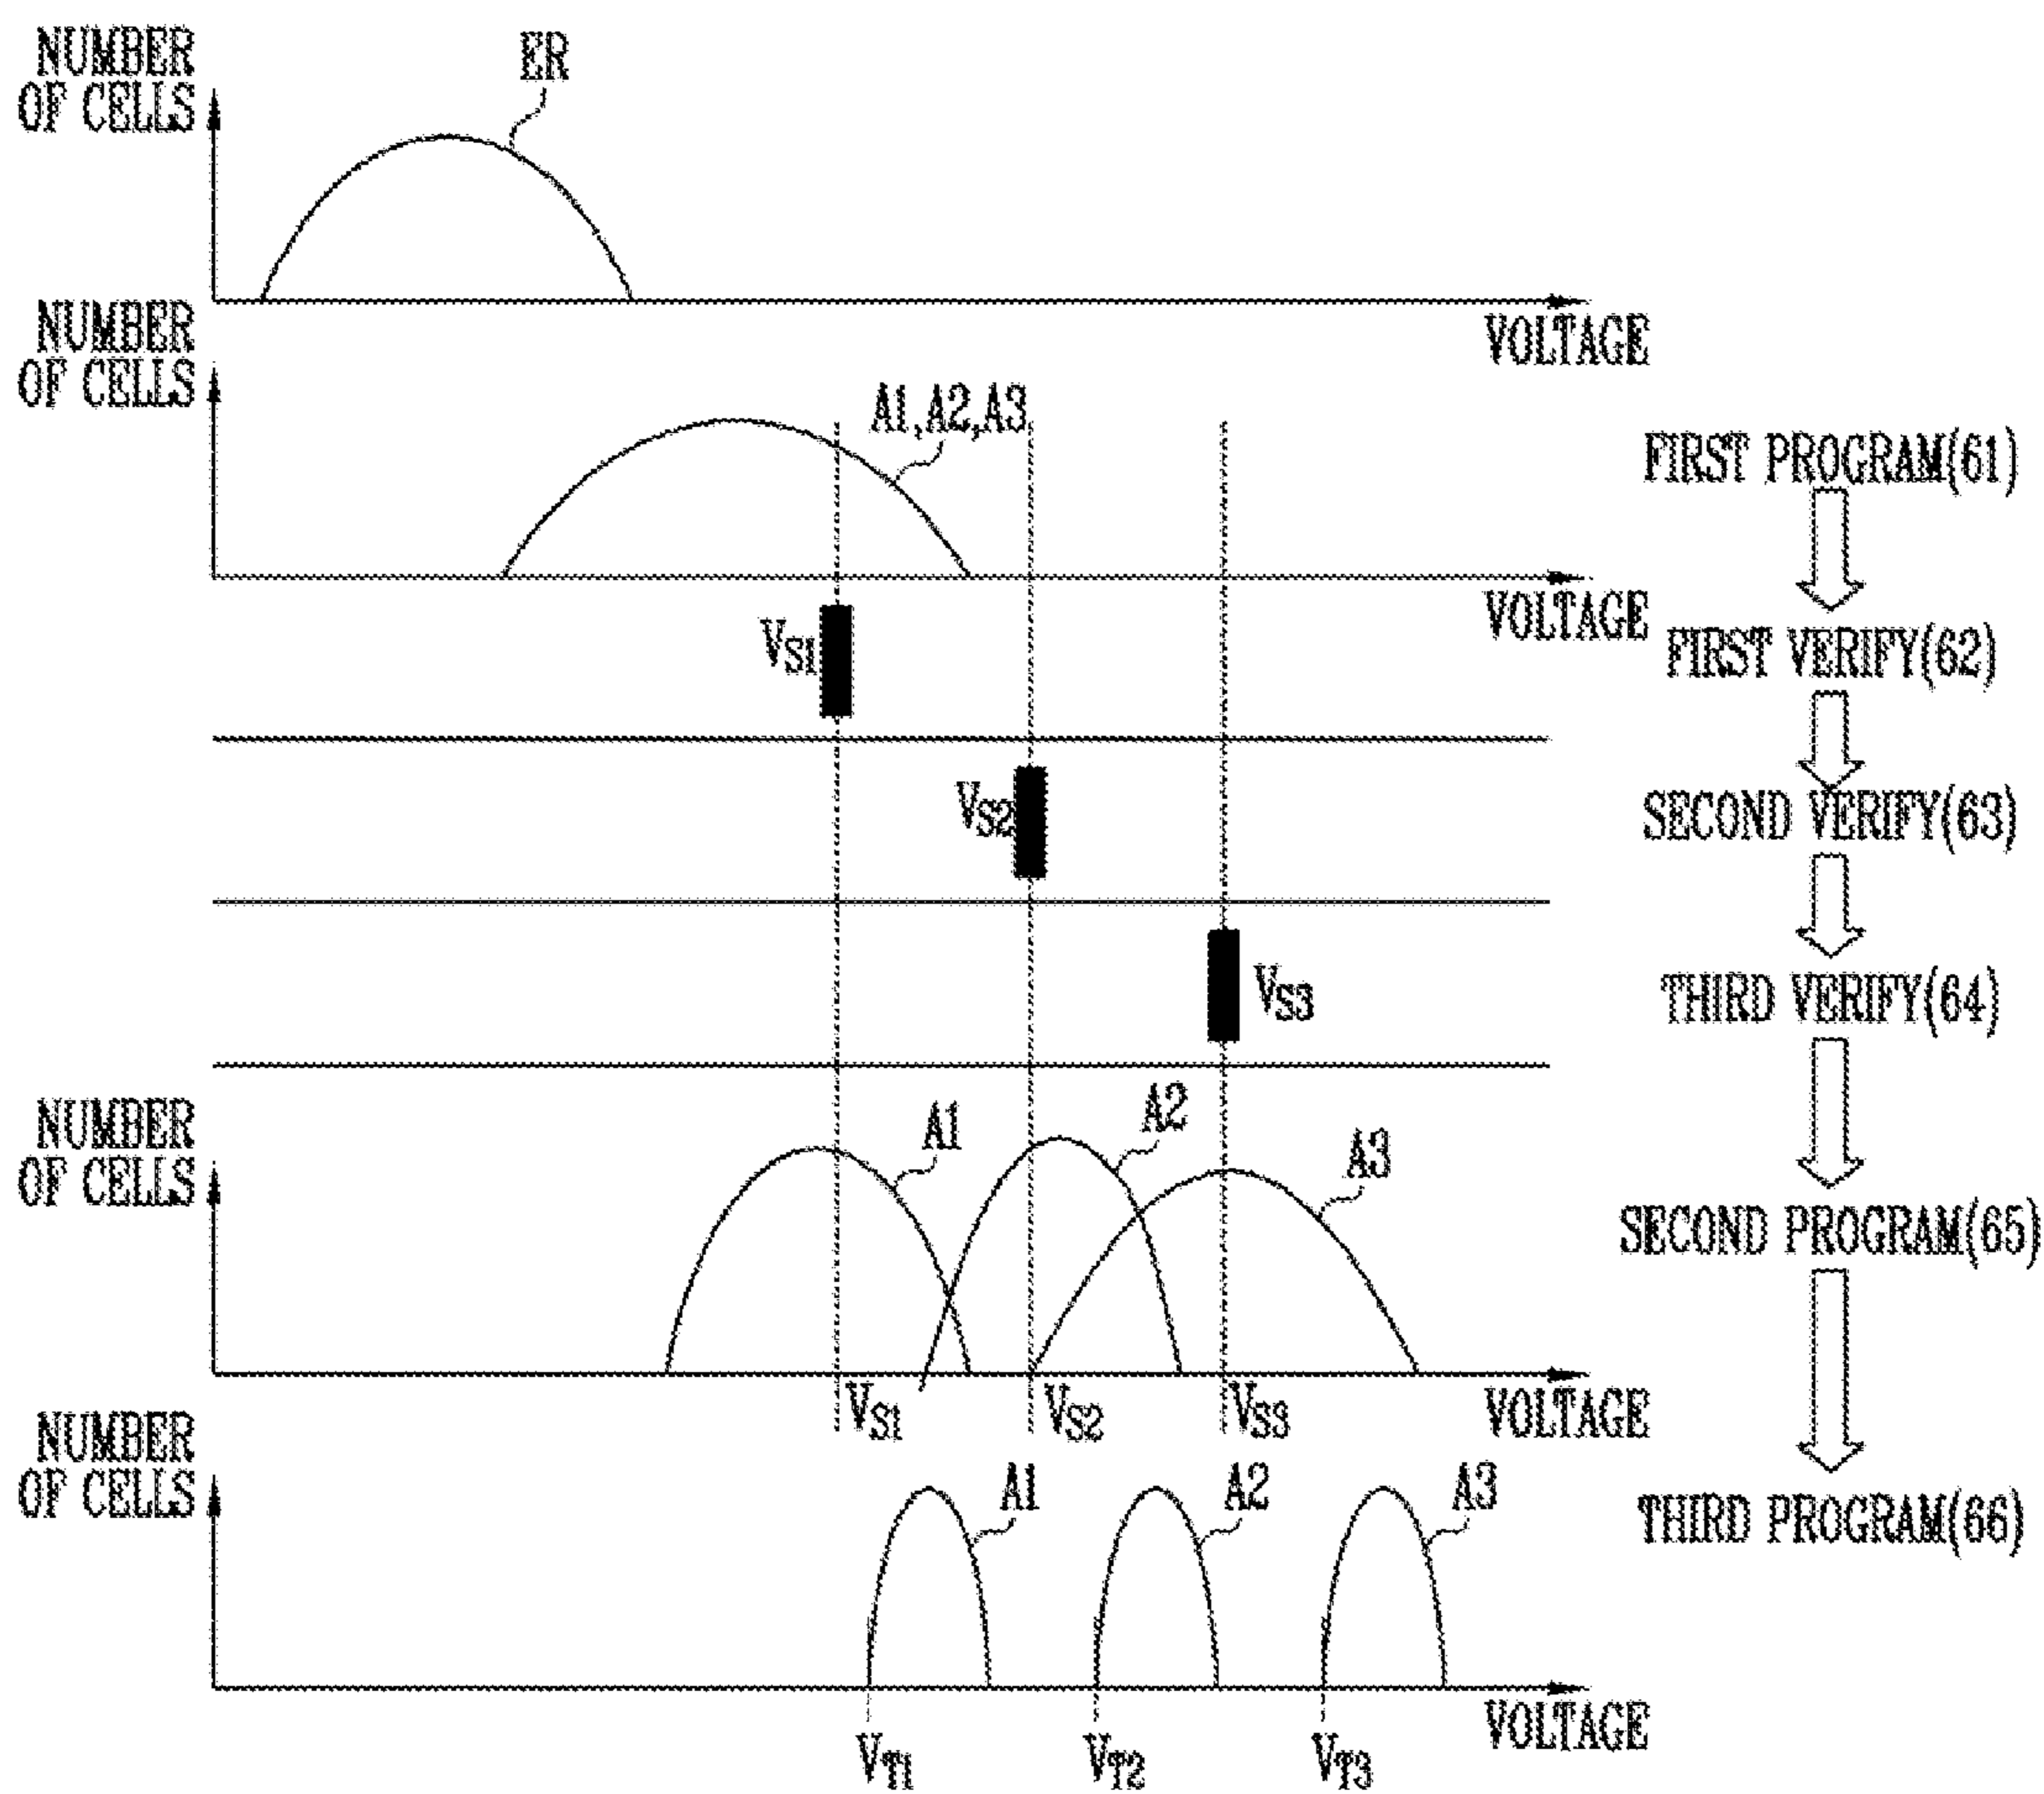 NUMBER
OF CELLS
ER
VOLTAGE
NUMBER
OF CELLS
A1,A2,A3
VOLTAGE
FIRST PROGRAM(61)
VS1
FIRST VERIFY(62)
VS2
SECOND VERIFY(63)
VS3
THIRD VERIFY(64)
NUMBER
OF CELLS
A1
A2
A3
SECOND PROGRAM(65)
VS1
VS2
VS3
VOLTAGE
NUMBER
OF CELLS
A1
A2
A3
THIRD PROGRAM(66)
VOLTAGE
VT1
VT2
VT3